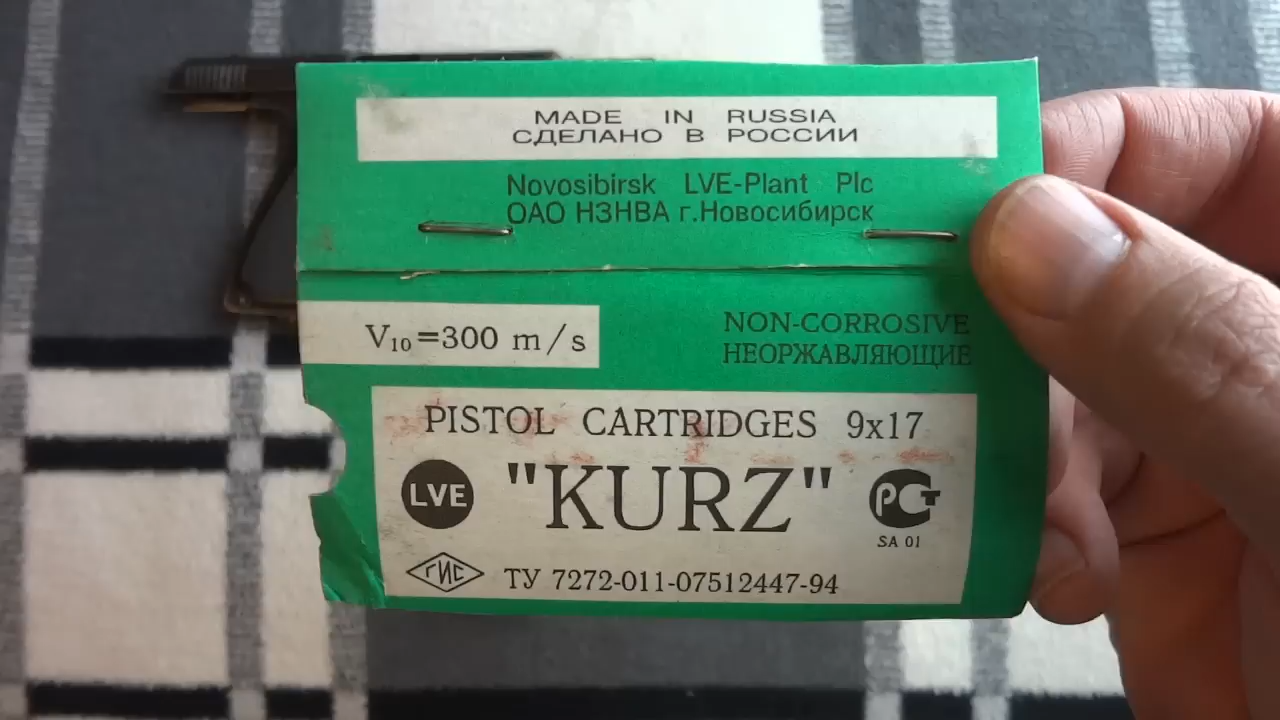 MADE IN RUSSIA
СДЕЛАНО В РОССИИ
Novosibirsk LVE-Plant Plc
ОАО НЗНВА г.Новосибирск
V₁₀=300 m/s
NON-CORROSIVE
НЕОРЖАВЛЯЮЩИЕ
PISTOL CARTRIDGES 9x17
LVE
"KURZ"
РСТ
SA 01
ГИС
ТУ 7272-011-07512447-94